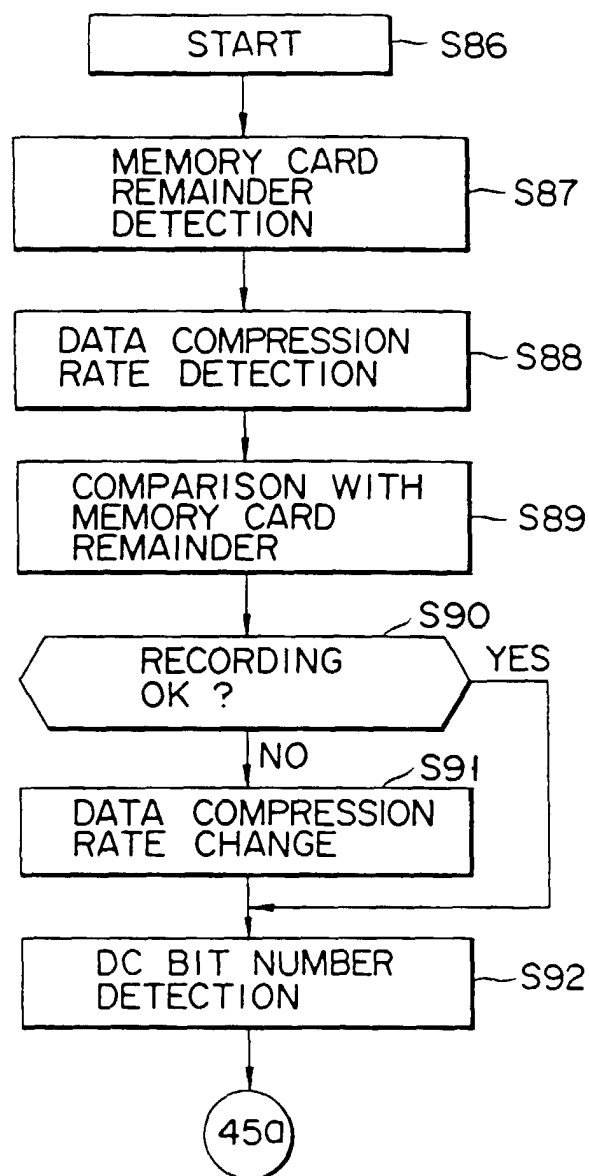 START
S86
MEMORY CARD
REMAINDER
DETECTION
S87
DATA COMPRESSION
RATE DETECTION
S88
COMPARISON WITH
MEMORY CARD
REMAINDER
S89
S90
RECORDING
OK ?
YES
NO
S91
DATA COMPRESSION
RATE CHANGE
DC BIT NUMBER
DETECTION
S92
45a